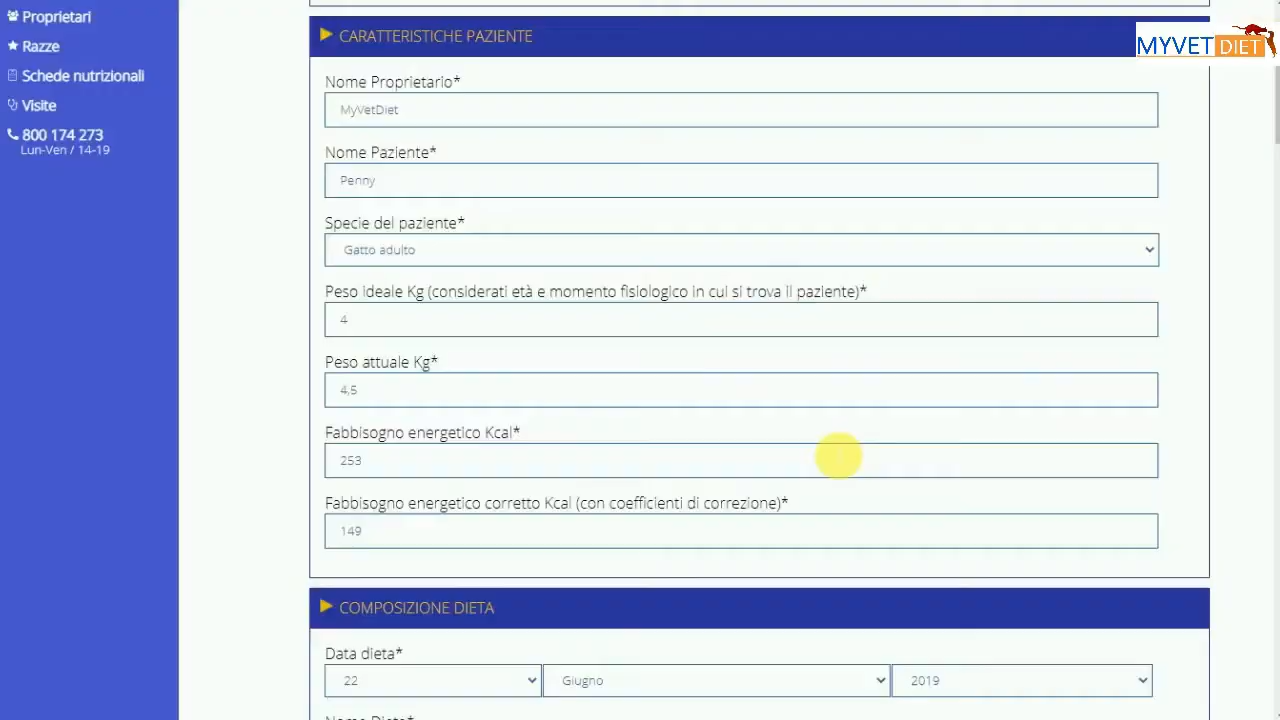 Proprietari
Razze
Schede nutrizionali
Visite
800 174 273
Lun-Ven / 14-19
MYVETDIET
CARATTERISTICHE PAZIENTE
Nome Proprietario*
MyVetDiet
Nome Paziente*
Penny
Specie del paziente*
Gatto adulto
Peso ideale Kg (considerati età e momento fisiologico in cui si trova il paziente)*
4
Peso attuale Kg*
4,5
Fabbisogno energetico Kcal*
253
Fabbisogno energetico corretto Kcal (con coefficienti di correzione)*
149
COMPOSIZIONE DIETA
Data dieta*
22 Giugno 2019
Nome Dieta*